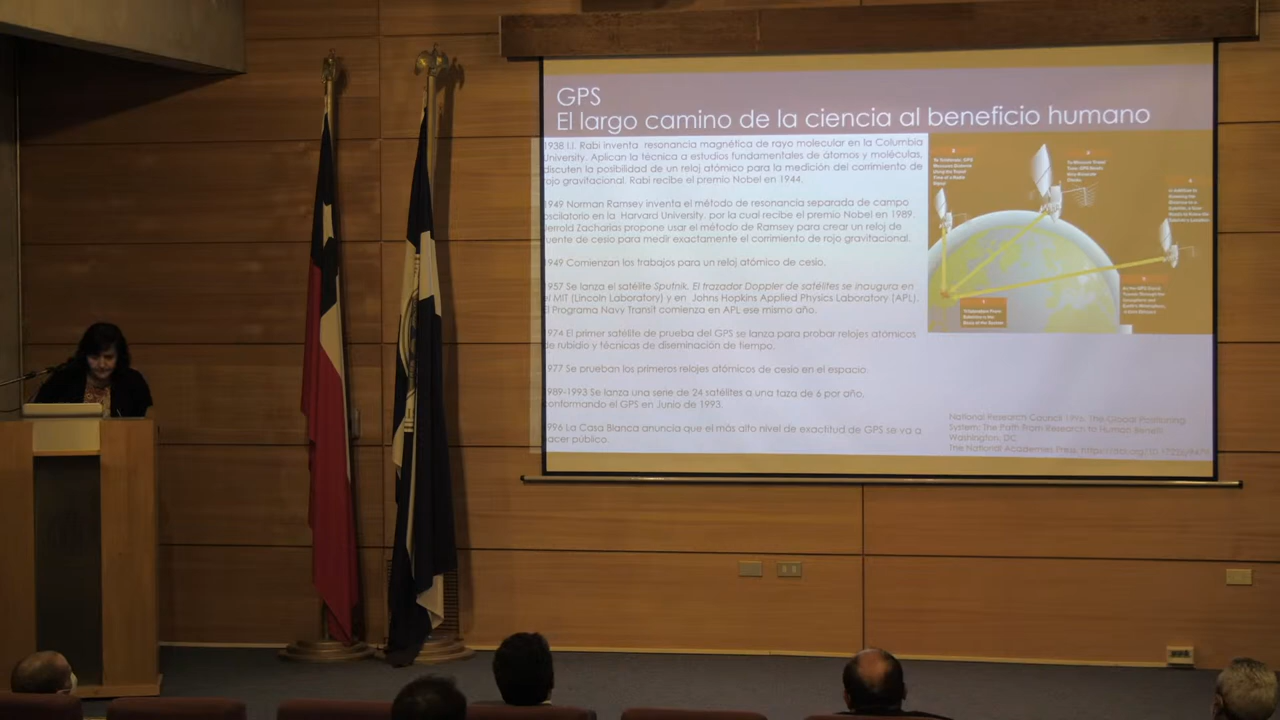 GPS
El largo camino de la ciencia al beneficio humano
1938 I.I. Rabi inventa resonancia magnética de rayo molecular en la Columbia
University. Aplican la técnica a estudios fundamentales de átomos y moléculas,
discuten la posibilidad de un reloj atómico para la medición del corrimiento de
rojo gravitacional. Rabi recibe el premio Nobel en 1944.
1949 Norman Ramsey inventa el método de resonancia separada de campo
oscilatorio en la Harvard University, por la cual recibe el premio Nobel en 1989.
Jerrold Zacharias propone usar el método de Ramsey para crear un reloj de
fuente de cesio para medir exactamente el corrimiento de rojo gravitacional.
1949 Comienzan los trabajos para un reloj atómico de cesio.
1957 Se lanza el satélite Sputnik. El trazador Doppler de satélites se inaugura en
el MIT (Lincoln Laboratory) y en Johns Hopkins Applied Physics Laboratory (APL).
El Programa Navy Transit comienza en APL ese mismo año.
1974 El primer satélite de prueba del GPS se lanza para probar relojes atómicos
de rubidio y técnicas de diseminación de tiempo.
1977 Se prueban los primeros relojes atómicos de cesio en el espacio
1989-1993 Se lanza una serie de 24 satélites a una taza de 6 por año,
conformando el GPS en Junio de 1993.
1996 La Casa Blanca anuncia que el más alto nivel de exactitud de GPS se va a
hacer público.
National Research Council 1996. The Global Positioning
System: The Path From Research to Human Benefit.
Washington, DC
The National Academies Press.